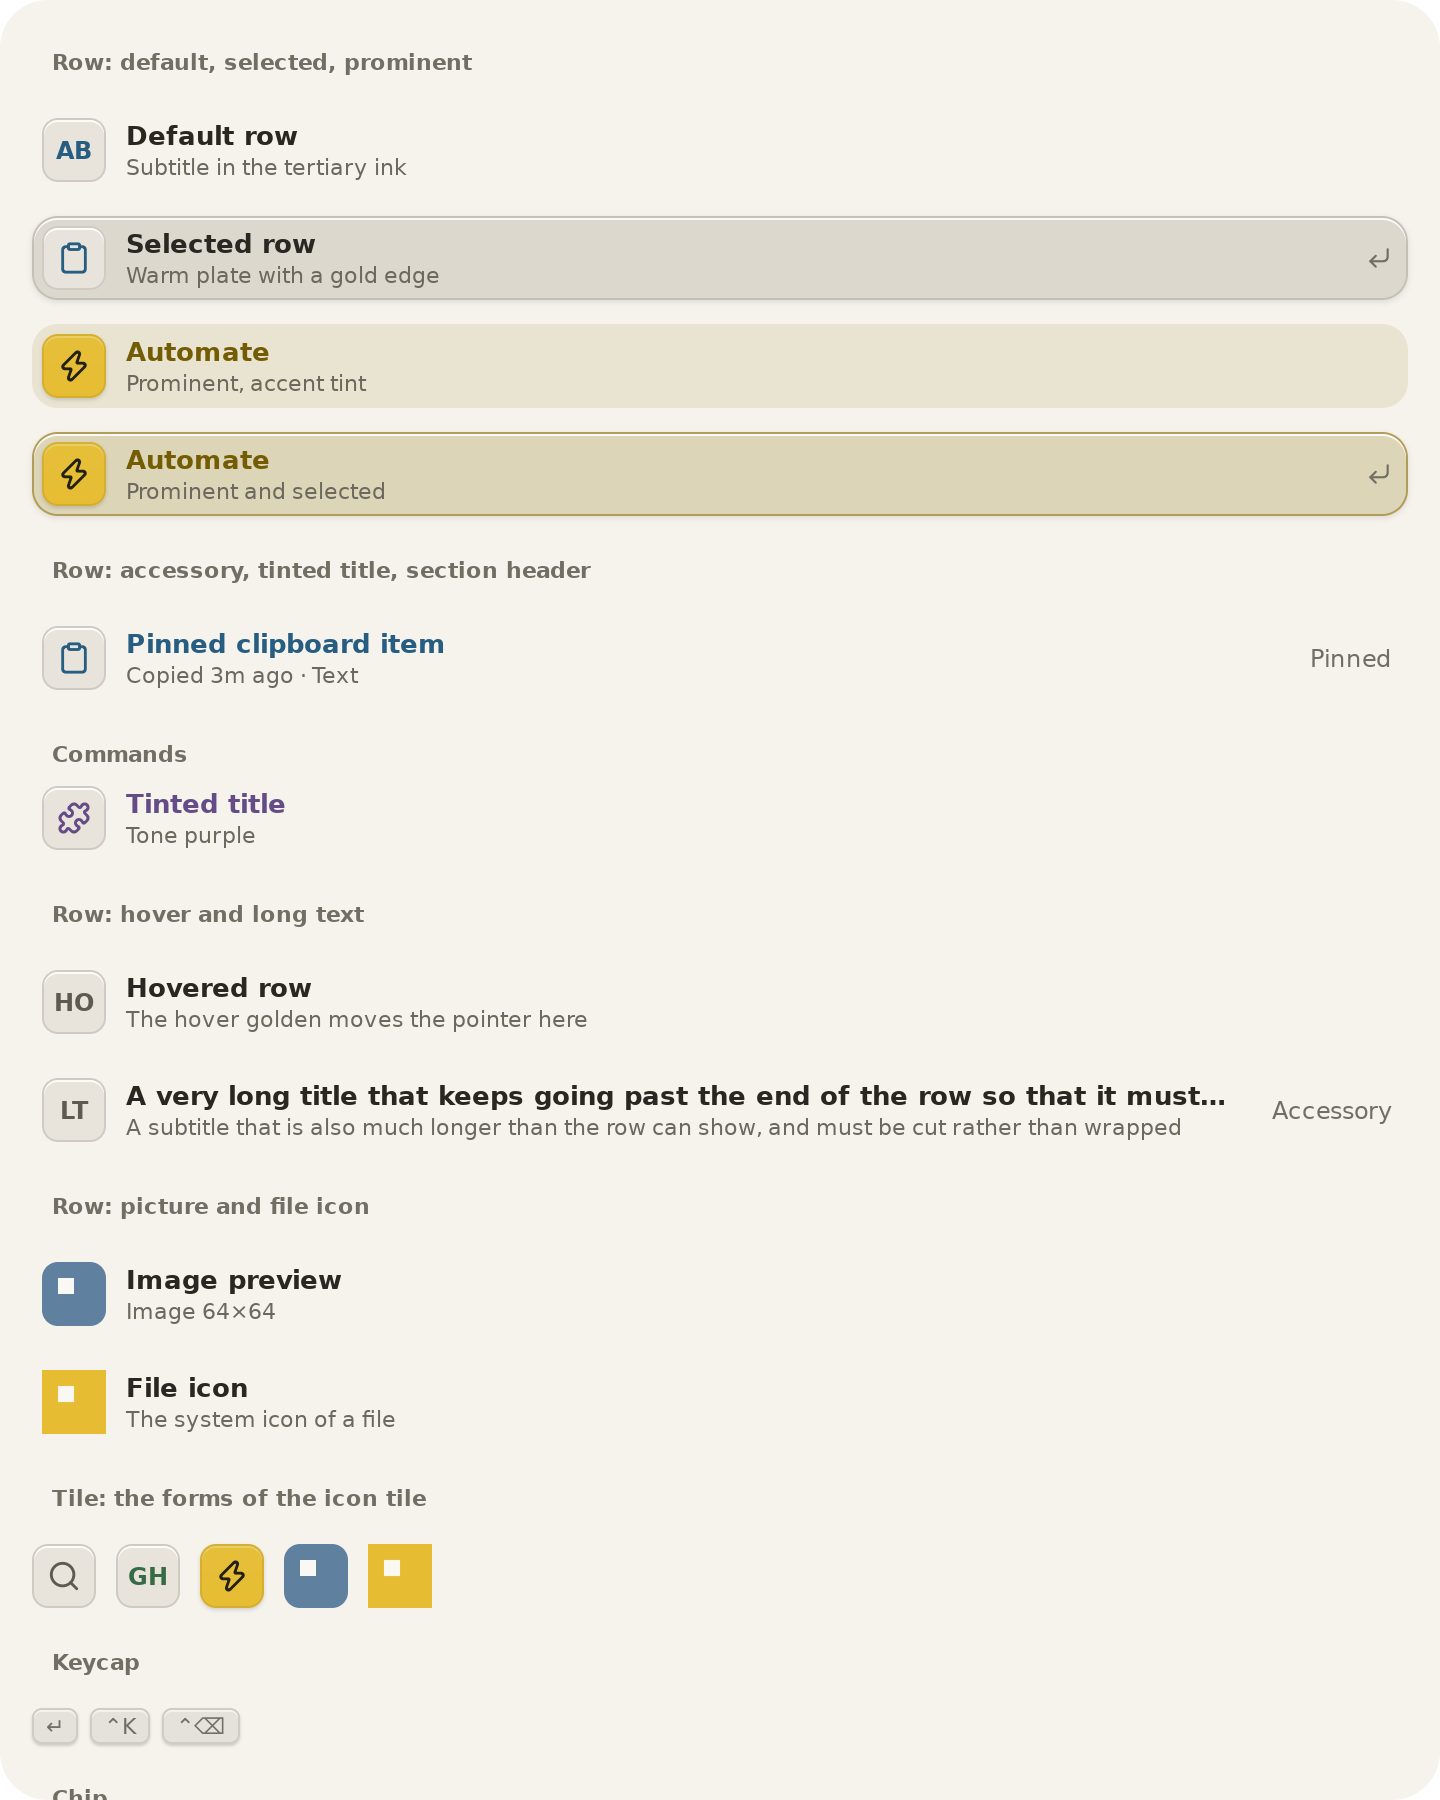 Row: default, selected, prominent
AB
Default row
Subtitle in the tertiary ink
Selected row
Warm plate with a gold edge
Automate
Prominent, accent tint
Automate
Prominent and selected
Row: accessory, tinted title, section header
Pinned clipboard item
Copied 3m ago · Text
Pinned
Commands
Tinted title
Tone purple
Row: hover and long text
HO
Hovered row
The hover golden moves the pointer here
LT
A very long title that keeps going past the end of the row so that it must…
A subtitle that is also much longer than the row can show, and must be cut rather than wrapped
Accessory
Row: picture and file icon
Image preview
Image 64×64
File icon
The system icon of a file
Tile: the forms of the icon tile
GH
Keycap
↵ ⌃K ⌃⌫
Chip